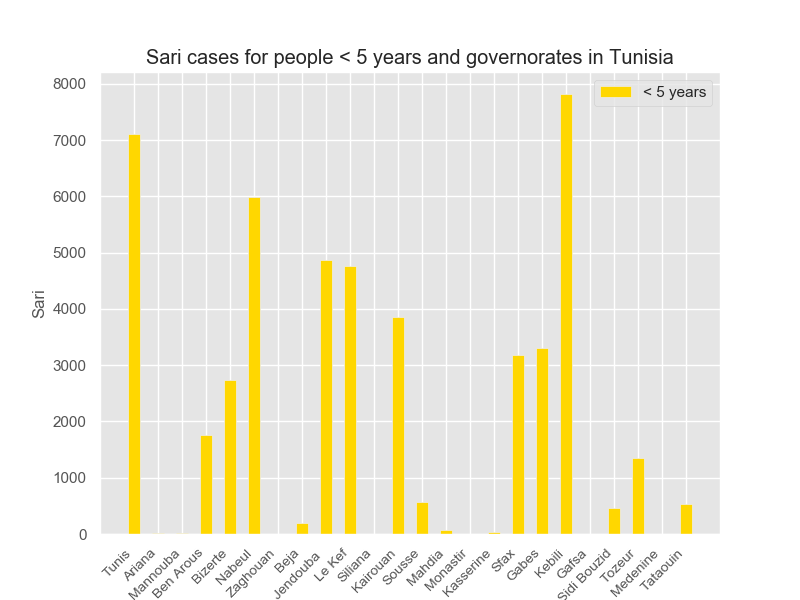 Sari cases for people < 5 years and governorates in Tunisia
< 5 years
8000
7000
6000
5000
4000
3000
2000
1000
0
Sari
Tunis
Ariana
Mannouba
Ben Arous
Bizerte
Nabeul
Zaghouan
Beja
Jendouba
Le Kef
Siliana
Kairouan
Sousse
Mahdia
Monastir
Kasserine
Sfax
Gabes
Kebili
Gafsa
Sidi Bouzid
Tozeur
Medenine
Tataouin